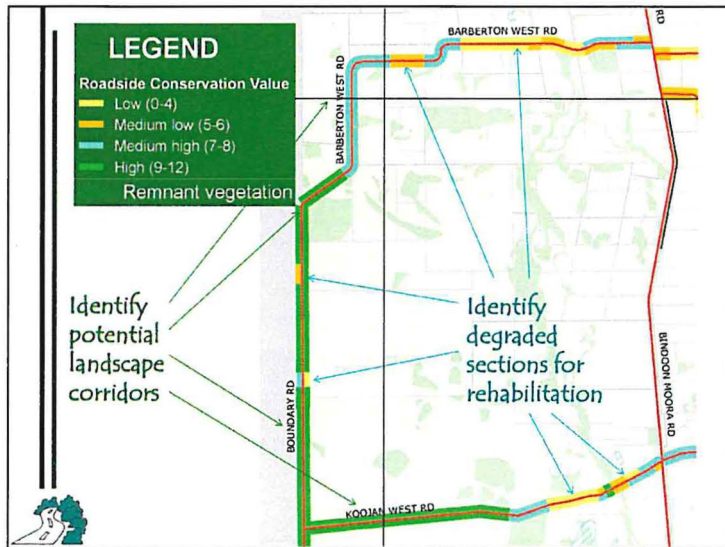 LEGEND
Roadside Conservation Value
Low (0-4)
Medium low (5-6)
Medium high (7-8)
High (9-12)
Remnant vegetation
BARBERTON WEST RD
BARBERTON WEST RD
RD
Identify
potential
landscape
corridors
Identify
degraded
sections for
rehabilitation
BOUNDARY RD
BINDOON MOORA RD
KOOJAN WEST RD